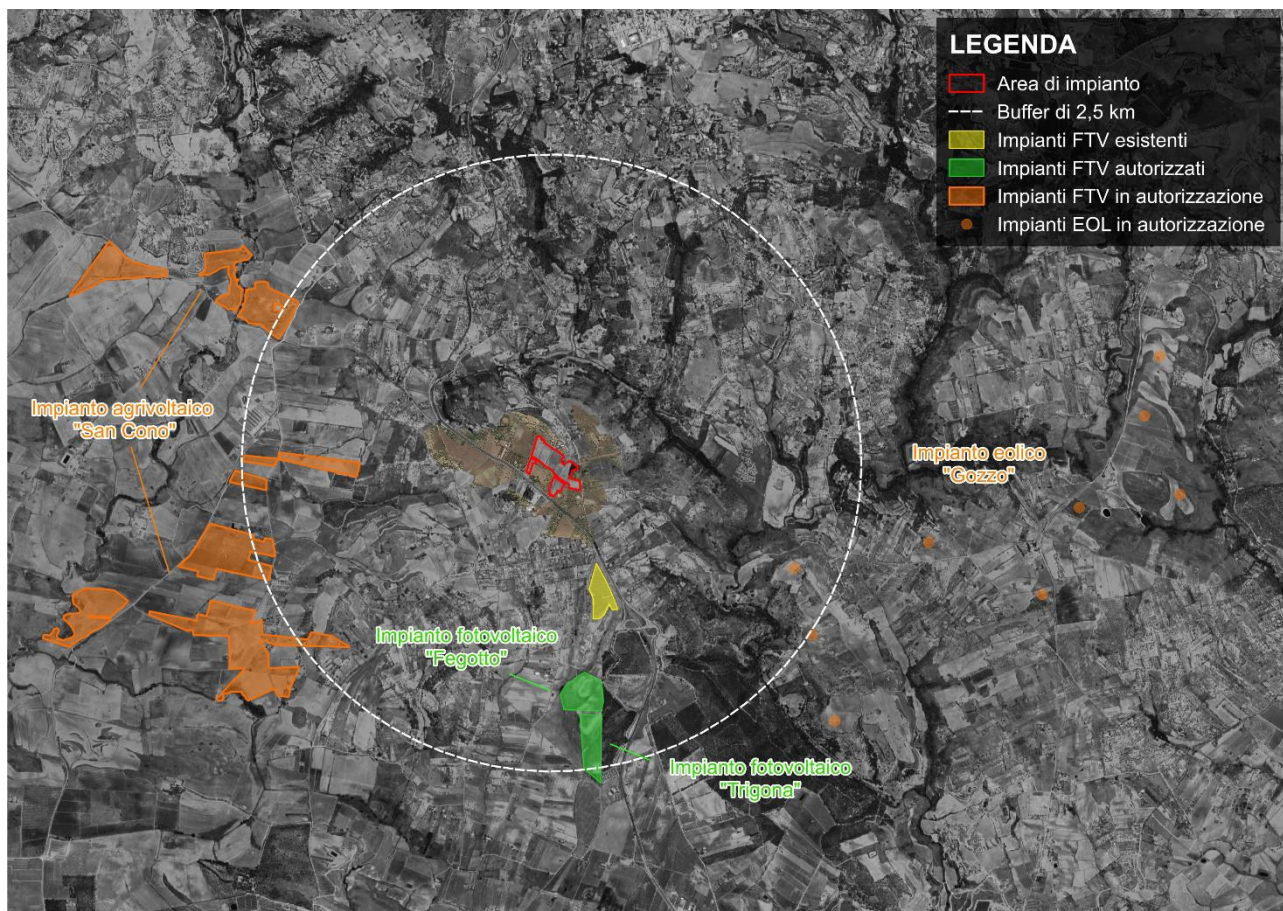 LEGENDA
Area di impianto
Buffer di 2,5 km
Impianti FTV esistenti
Impianti FTV autorizzati
Impianti FTV in autorizzazione
Impianti EOL in autorizzazione
Impianto agrivoltaico
"San Cono"
Impianto eolico
"Gozzo"
Impianto fotovoltaico
"Fegotto"
Impianto fotovoltaico
"Trigona"